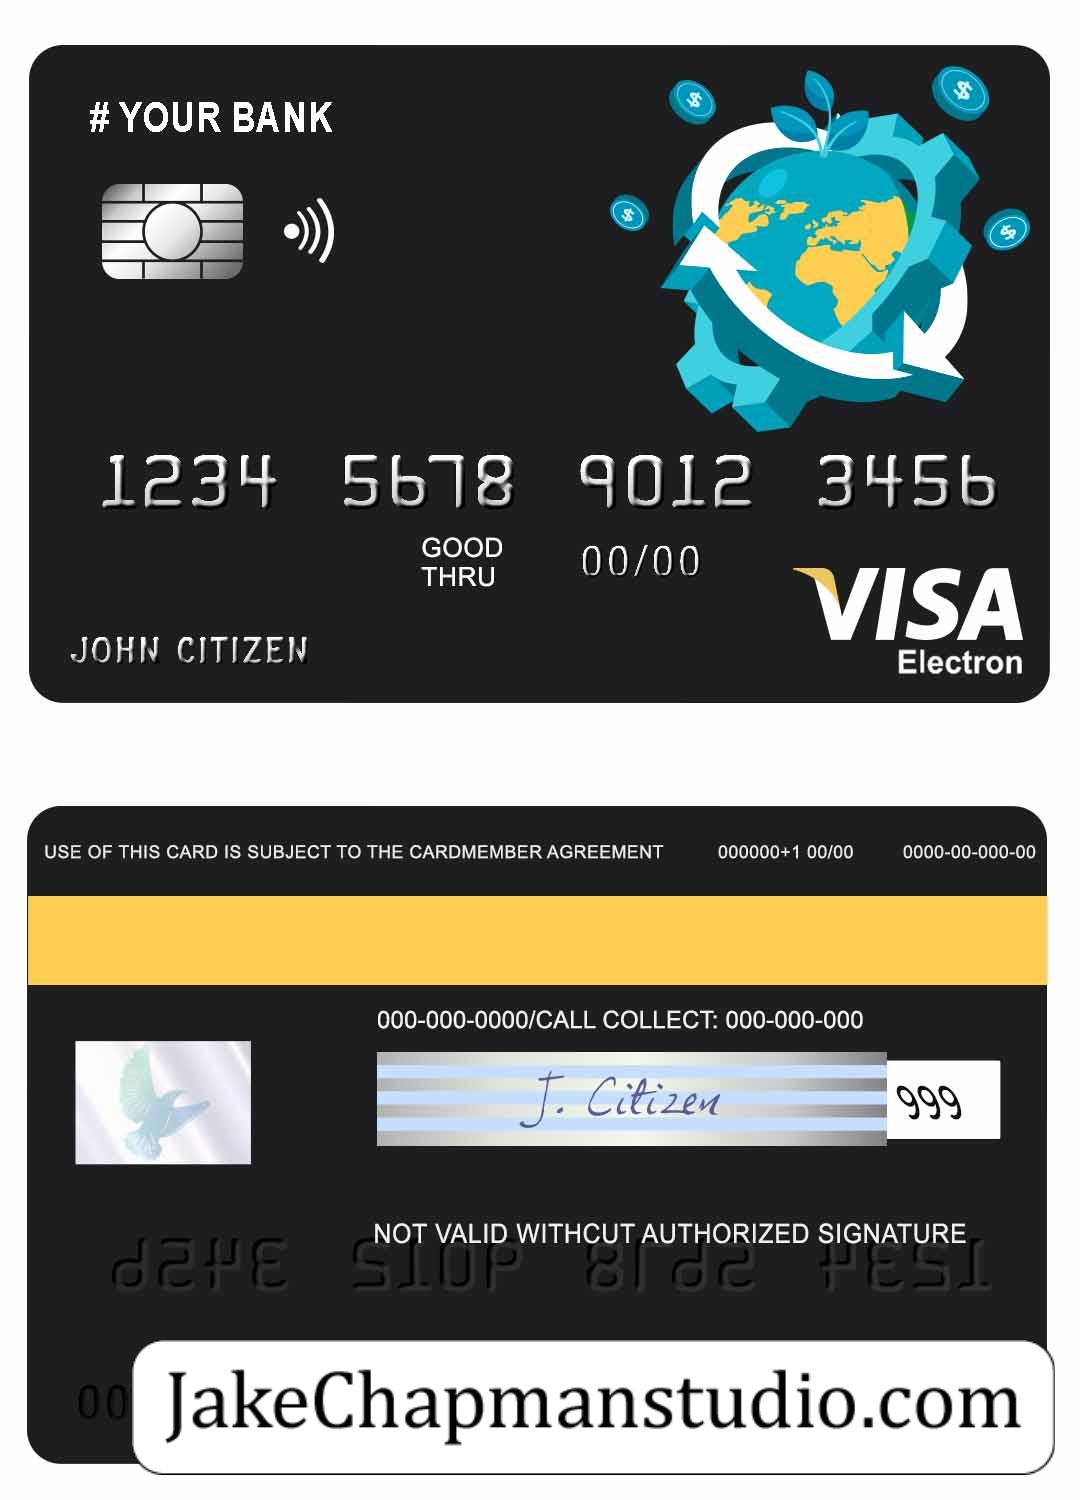 # YOUR BANK
1234 5678 9012 3456
GOOD
THRU
00/00
VISA
Electron
JOHN CITIZEN
USE OF THIS CARD IS SUBJECT TO THE CARDMEMBER AGREEMENT 000000+1 00/00 0000-00-000-00
000-000-0000/CALL COLLECT: 000-000-000
J. Citizen 999
NOT VALID WITHCUT AUTHORIZED SIGNATURE
00
JakeChapmanstudio.com